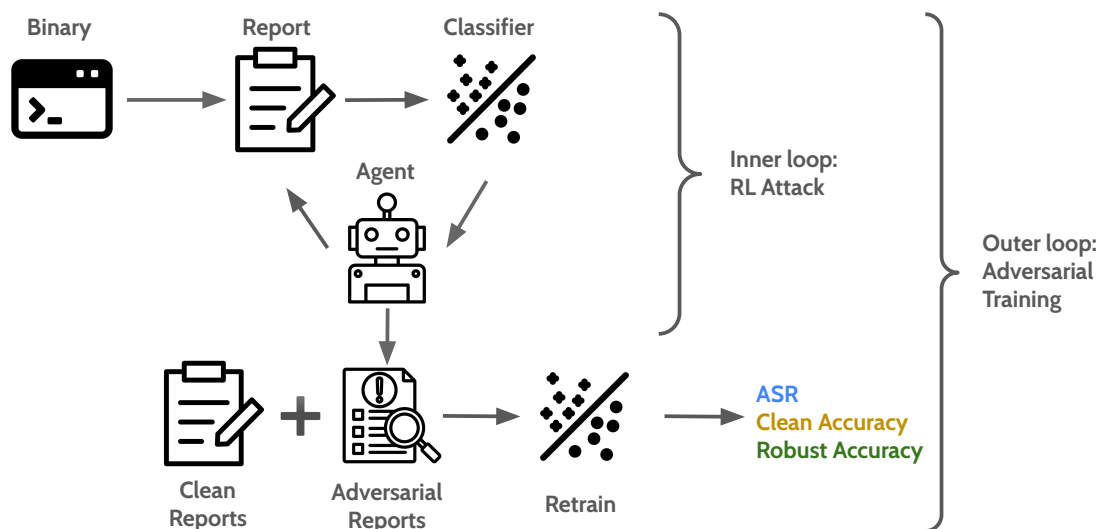 Binary
Report
Classifier
Agent
Inner loop:
RL Attack
Outer loop:
Adversarial
Training
Clean
Reports
Adversarial
Reports
Retrain
ASR
Clean Accuracy
Robust Accuracy